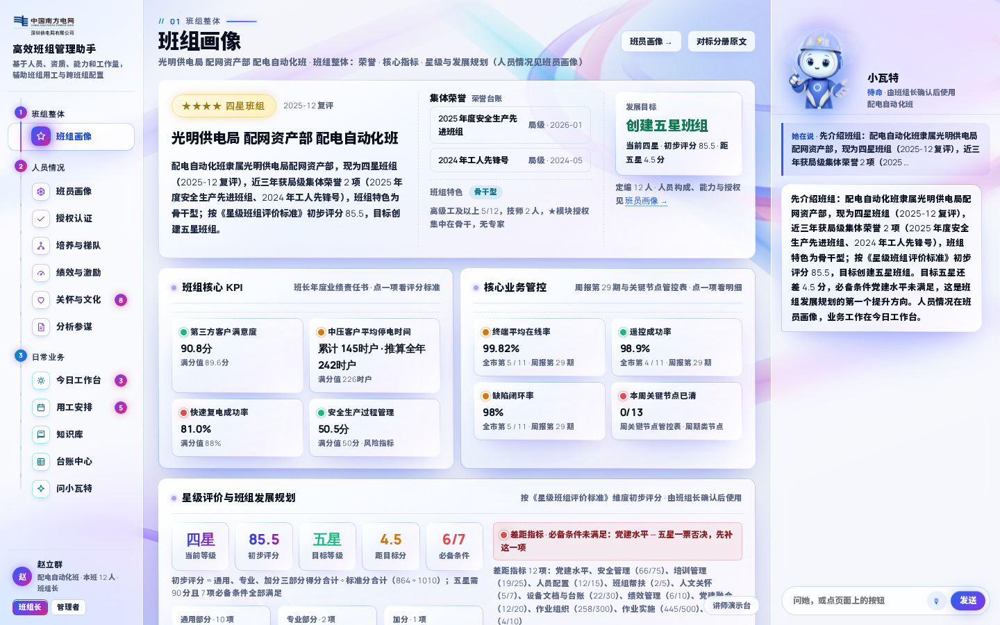 中国南方电网
CHINA SOUTHERN POWER GRID
深圳供电局有限公司
高效班组管理助手
基于人员、资质、能力和工作量，
辅助班组用工与跨班组配置
1 班组整体
班组画像
2 人员情况
班员画像
授权认证
培养与梯队
绩效与激励
关怀与文化 8
分析参谋
3 日常业务
今日工作台 3
用工安排 5
知识库
台账中心
问小瓦特
赵
赵立群
配电自动化班 · 本班 12 人 ·
班组长
班组长 管理者
// 01 班组整体
班组画像
光明供电局 配网资产部 配电自动化班 · 班组整体：荣誉 · 核心指标 · 星级与发展规划（人员情况见班员画像）
班员画像 →
对标分册原文
★★★★ 四星班组 2025-12 复评
光明供电局 配网资产部 配电自动化班
配电自动化班隶属光明供电局配网资产部，现为四星班组
（2025-12 复评），近三年获局级集体荣誉 2 项（2025 年
度安全生产先进班组、2024 年工人先锋号），班组特色为
骨干型；按《星级班组评价标准》初步评分 85.5，目标创
建五星班组。
集体荣誉 荣誉台账
2025 年度安全生产先
进班组
局级 · 2026-01
2024 年工人先锋号 局级 · 2024-05
班组特色 骨干型
高级工及以上 5/12，技师 2 人，★模块授权
集中在骨干，无专家
发展目标
创建五星班组
当前四星 · 初步评分 85.5 · 距
五星 4.5 分
定编 12 人 · 人员构成、能力与授权
见 班员画像 →
班组核心 KPI 班长年度业绩责任书 · 点一项看评分标准
第三方客户满意度
90.8分
满分值 89.6分
中压客户平均停电时间
累计 145时户 · 推算全年
242时户
满分值 226时户
快速复电成功率
81.0%
满分值 88%
安全生产过程管理
50.5分
满分值 50分 · 风险指标
核心业务管控 周报第 29 期与关键节点管控表 · 点一项看明细
终端平均在线率
99.82%
全市第 5 / 11 · 周报第 29 期
遥控成功率
98.9%
全市第 4 / 11 · 周报第 29 期
缺陷闭环率
98%
全市第 5 / 11 · 周报第 29 期
本周关键节点已清
0/13
周关键节点管控表 · 周期类节点
星级评价与班组发展规划 按《星级班组评价标准》维度初步评分 · 由班组长确认后使用
四星
当前等级
85.5
初步评分
五星
目标等级
4.5
距目标分
6/7
必备条件
初步评分 = 通用、专业、加分三部分得分合计 ÷ 标准分合计（864 ÷ 1010）；五星需
90 分且 7 项必备条件全部满足
通用部分 · 10 项
专业部分 · 2 项
加分 · 1 项
差距指标 · 必备条件未满足：党建水平 — 五星一票否决，先补
这一项
差距指标 12 项：党建水平、安全管理（66/75）、培训管理
（19/25）、人员配置（12/15）、班组帮扶（2/5）、人文关怀
（5/7）、设备文档与台账（22/30）、绩效管理（6/10）、党建融合
（12/20）、作业组织（258/300）、作业实施（445/500）、
（4/10）
讲师演示台
小瓦特
待命 · 由班组长确认后使用
配电自动化班
她在说 · 先介绍班组：配电自动化班隶属光明供电局
配网资产部，现为四星班组（2025-12 复评），近三
年获局级集体荣誉 2 项（2025 ...
先介绍班组：配电自动化班隶属光明供电局配
网资产部，现为四星班组（2025-12 复评），
近三年获局级集体荣誉 2 项（2025 年度安全
生产先进班组、2024 年工人先锋号），班组
特色为骨干型；按《星级班组评价标准》初步
评分 85.5，目标创建五星班组。目标五星还
差 4.5 分，必备条件党建水平未满足，这是班
组发展规划的第一个提升方向。人员情况在班
员画像，业务工作在今日工作台。
问她，或点页面上的按钮
发送